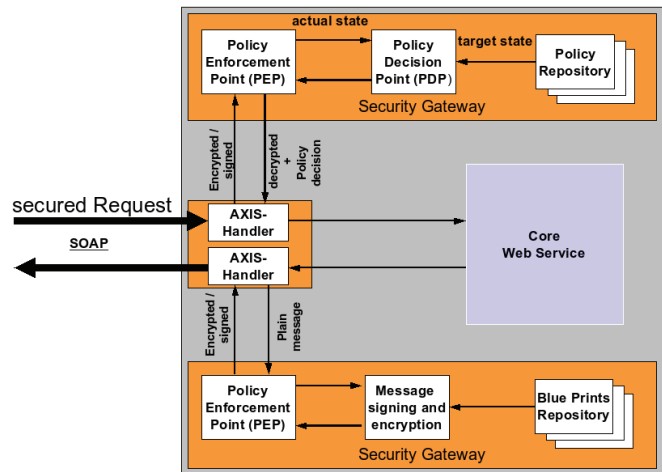 actual state
Policy
Enforcement
Point (PEP)
Policy
Decision
Point (PDP)
target state
Policy
Repository
Security Gateway
Encrypted /
signed
decrypted
+
Policy
decision
secured Request
SOAP
AXIS-
Handler
AXIS-
Handler
Core
Web Service
Encrypted /
signed
Plain
message
Policy
Enforcement
Point (PEP)
Message
signing and
encryption
Blue Prints
Repository
Security Gateway